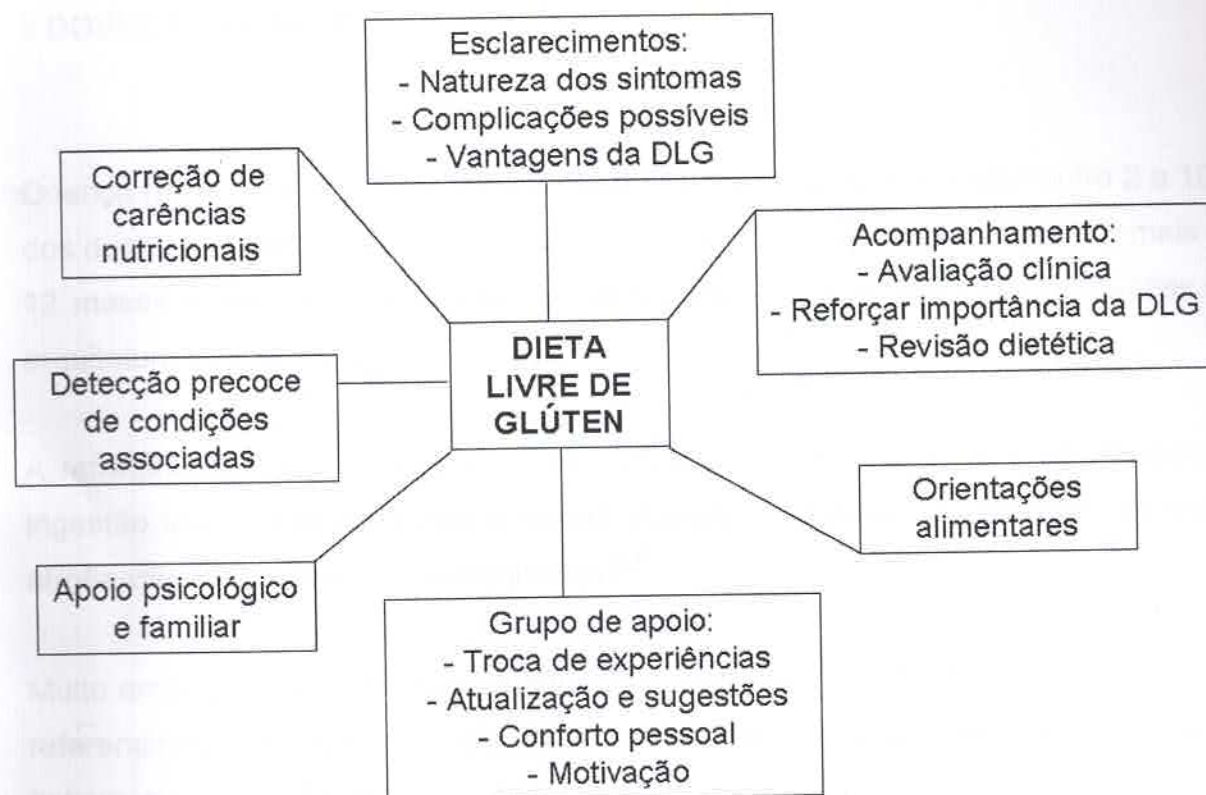 Esclarecimentos:
- Natureza dos sintomas
- Complicações possíveis
- Vantagens da DLG
Correção de
carências
nutricionais
Acompanhamento:
- Avaliação clínica
- Reforçar importância da DLG
- Revisão dietética
DIETA
LIVRE DE
GLÚTEN
Detecção precoce
de condições
associadas
Orientações
alimentares
Apoio psicológico
e familiar
Grupo de apoio:
- Troca de experiências
- Atualização e sugestões
- Conforto pessoal
- Motivação